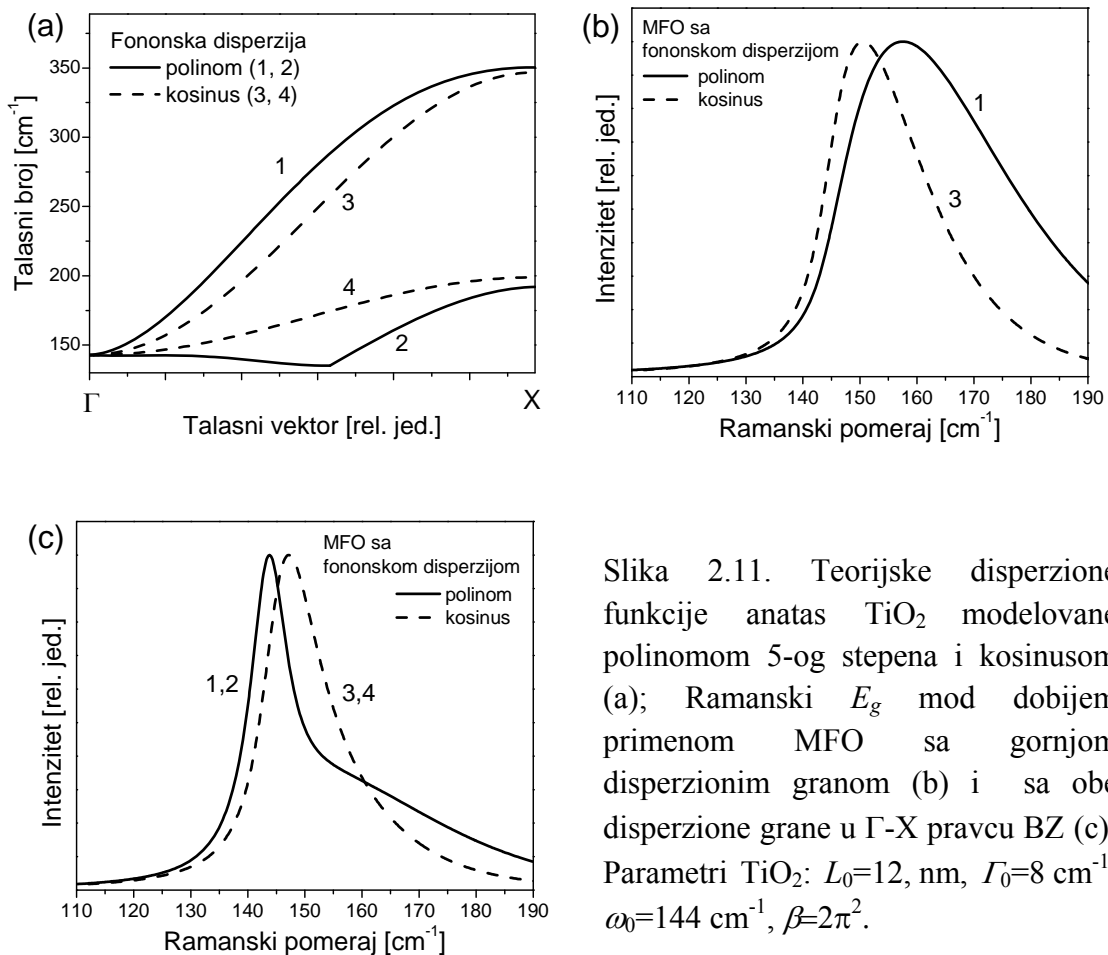 (a)
Fononska disperzija
polinom (1, 2)
kosinus (3, 4)
350
300
250
200
150
1
3
4
2
Γ
X
Talasni broj [cm⁻¹]
Talasni vektor [rel. jed.]
(b)
MFO sa
fononskom disperzijom
polinom
kosinus
1
3
Intenzitet [rel. jed.]
110 120 130 140 150 160 170 180 190
Ramanski pomeraj [cm⁻¹]
(c)
MFO sa
fononskom disperzijom
polinom
kosinus
1,2
3,4
Intenzitet [rel. jed.]
110 120 130 140 150 160 170 180 190
Ramanski pomeraj [cm⁻¹]
Slika 2.11. Teorijske disperzione
funkcije anatas TiO₂ modelovane
polinomom 5-og stepena i kosinusom
(a); Ramanski Eg mod dobijem
primenom MFO sa gornjom
disperzionim granom (b) i sa obe
disperzione grane u Γ-X pravcu BZ (c)
Parametri TiO₂: L₀=12, nm, Γ₀=8 cm⁻¹
ω₀=144 cm⁻¹, β=2π².